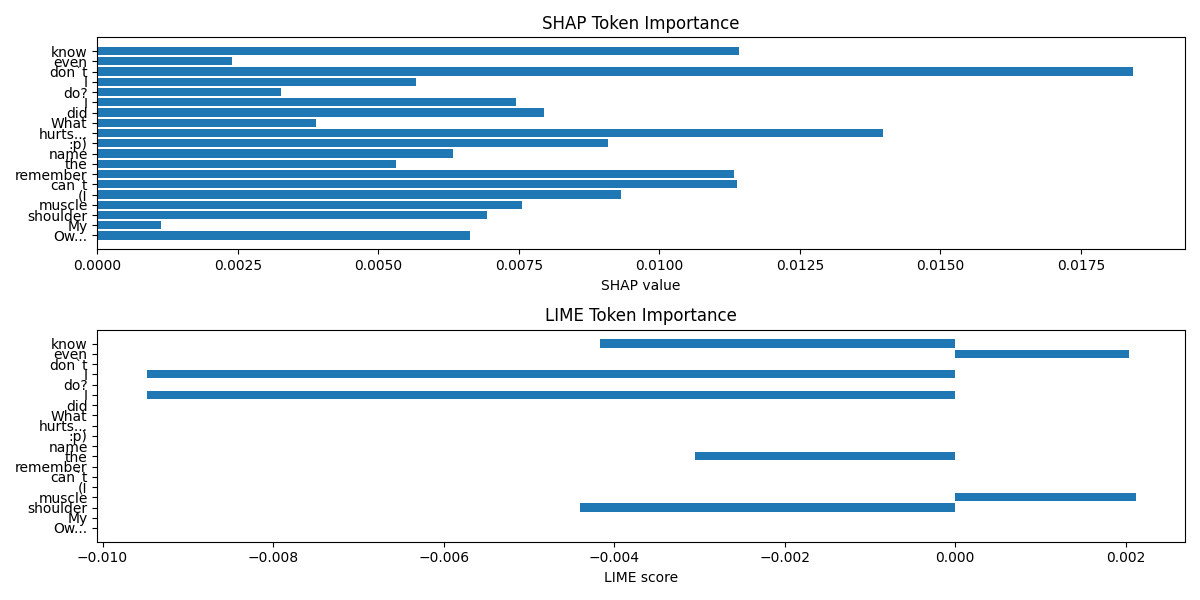 SHAP Token Importance
know
even
don`t
I
do?
I
did
What
hurts...
:p)
name
the
remember
can`t
(I
muscle
shoulder
My
Ow...
0.0000 0.0025 0.0050 0.0075 0.0100 0.0125 0.0150 0.0175
SHAP value
LIME Token Importance
know
even
don`t
I
do?
I
did
What
hurts...
:p)
name
the
remember
can`t
(I
muscle
shoulder
My
Ow...
−0.010 −0.008 −0.006 −0.004 −0.002 0.000 0.002
LIME score